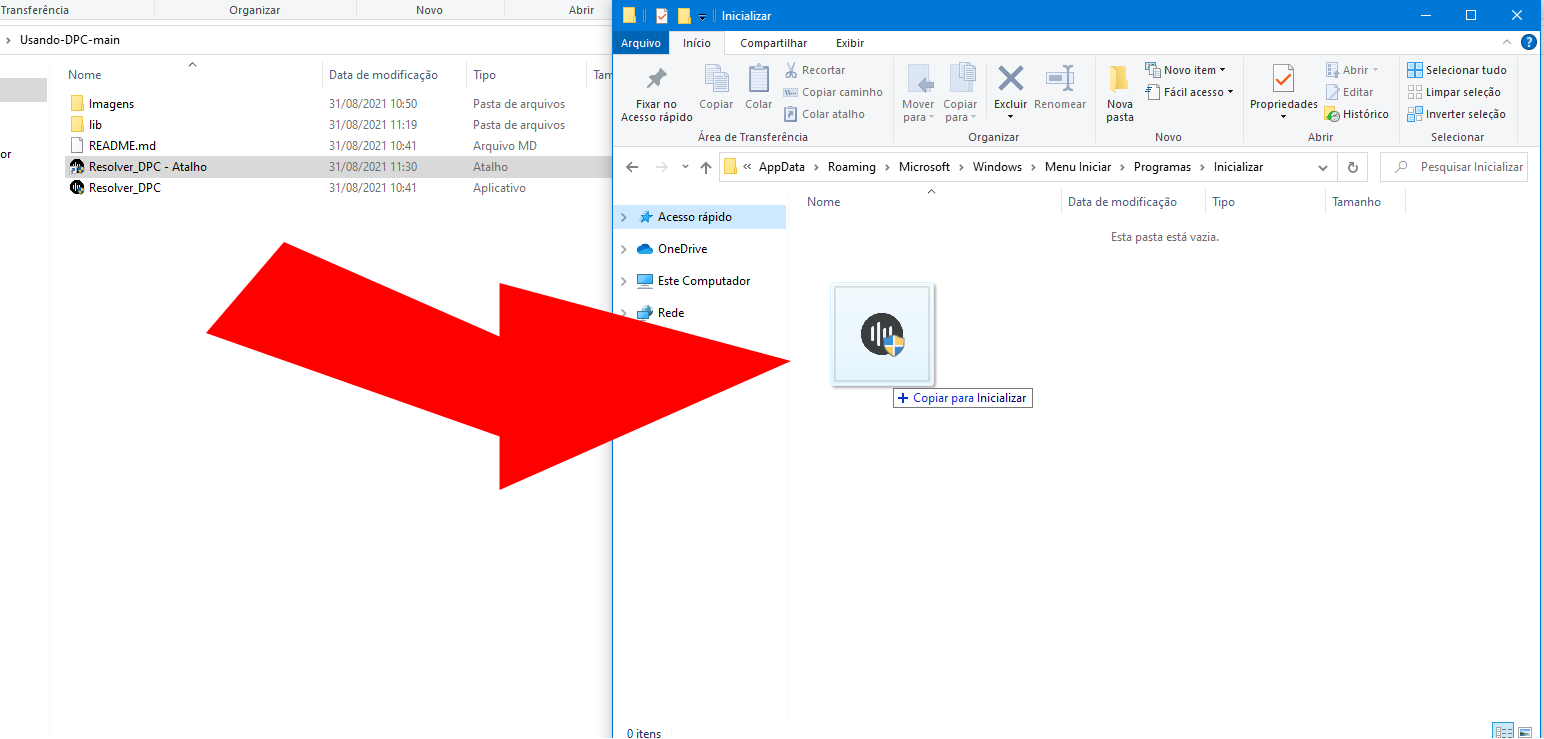 Transferência
Organizar
Novo
Abrir
Usando-DPC-main
or
Nome
Data de modificação
Tipo
Tam
Imagens
31/08/2021 10:50
Pasta de arquivos
lib
31/08/2021 11:19
Pasta de arquivos
README.md
31/08/2021 10:41
Arquivo MD
Resolver_DPC - Atalho
31/08/2021 11:30
Atalho
Resolver_DPC
31/08/2021 10:41
Aplicativo
Inicializar
Arquivo
Início
Compartilhar
Exibir
Fixar no
Acesso rápido
Copiar
Colar
Recortar
Copiar caminho
Colar atalho
Área de Transferência
Mover
para
Copiar
para
Excluir
Renomear
Organizar
Nova
pasta
Novo item
Fácil acesso
Novo
Propriedades
Abrir
Editar
Histórico
Abrir
Selecionar tudo
Limpar seleção
Inverter seleção
Selecionar
« AppData > Roaming > Microsoft > Windows > Menu Iniciar > Programas > Inicializar
Pesquisar Inicializar
Nome
Data de modificação
Tipo
Tamanho
Acesso rápido
OneDrive
Este Computador
Rede
Esta pasta está vazia.
+ Copiar para Inicializar
0 itens